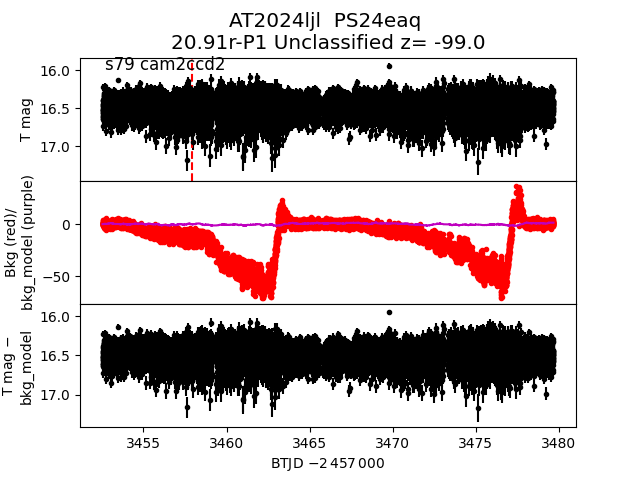 AT2024ljl  PS24eaq
20.91r-P1 Unclassified z= -99.0
s79 cam2ccd2
16.0
16.5
17.0
T mag
0
−50
Bkg (red)/
bkg_model (purple)
16.0
16.5
17.0
T mag −
bkg_model
3455
3460
3465
3470
3475
3480
BTJD −2 457 000